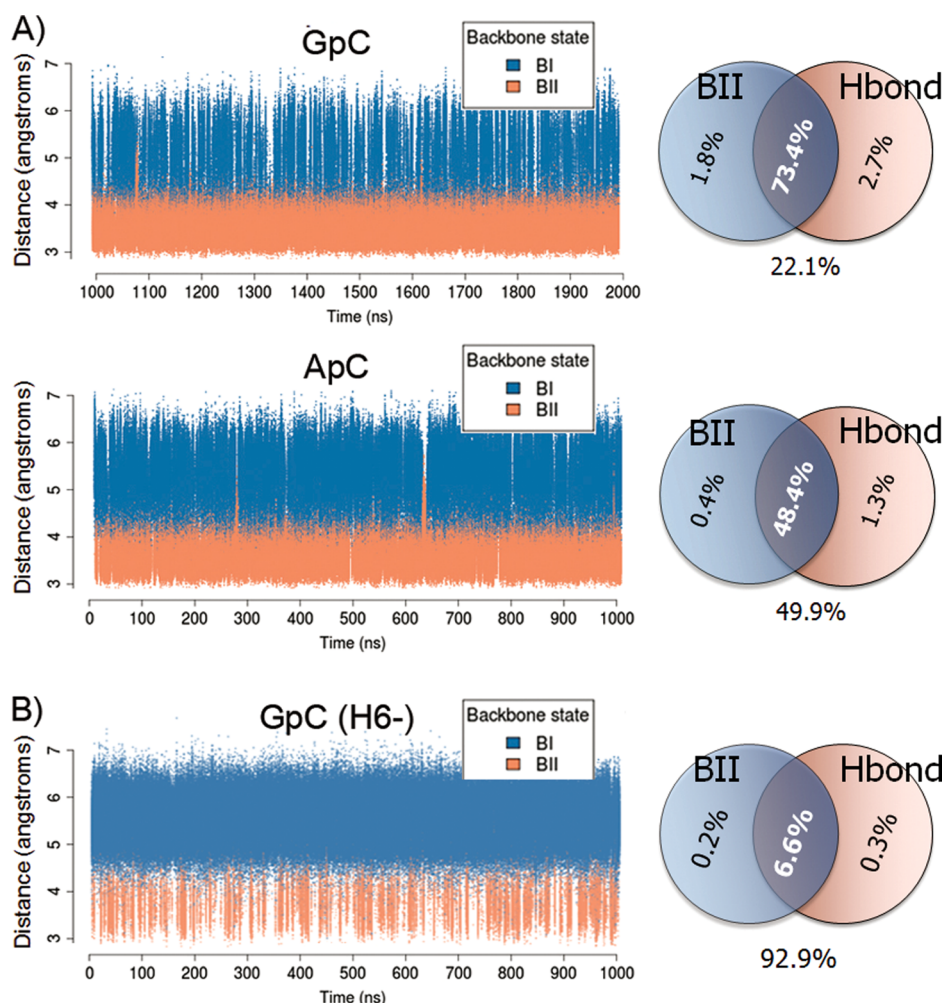 A)
GpC
Backbone state
BI
BII
Distance (angstroms)
7
6
5
4
3
1000 1100 1200 1300 1400 1500 1600 1700 1800 1900 2000
Time (ns)
BII
Hbond
1.8%
73.4%
2.7%
22.1%
ApC
Backbone state
BI
BII
Distance (angstroms)
7
6
5
4
3
0 100 200 300 400 500 600 700 800 900 1000
Time (ns)
BII
Hbond
0.4%
48.4%
1.3%
49.9%
B)
GpC (H6-)
Backbone state
BI
BII
Distance (angstroms)
7
6
5
4
3
0 100 200 300 400 500 600 700 800 900 1000
Time (ns)
BII
Hbond
0.2%
6.6%
0.3%
92.9%